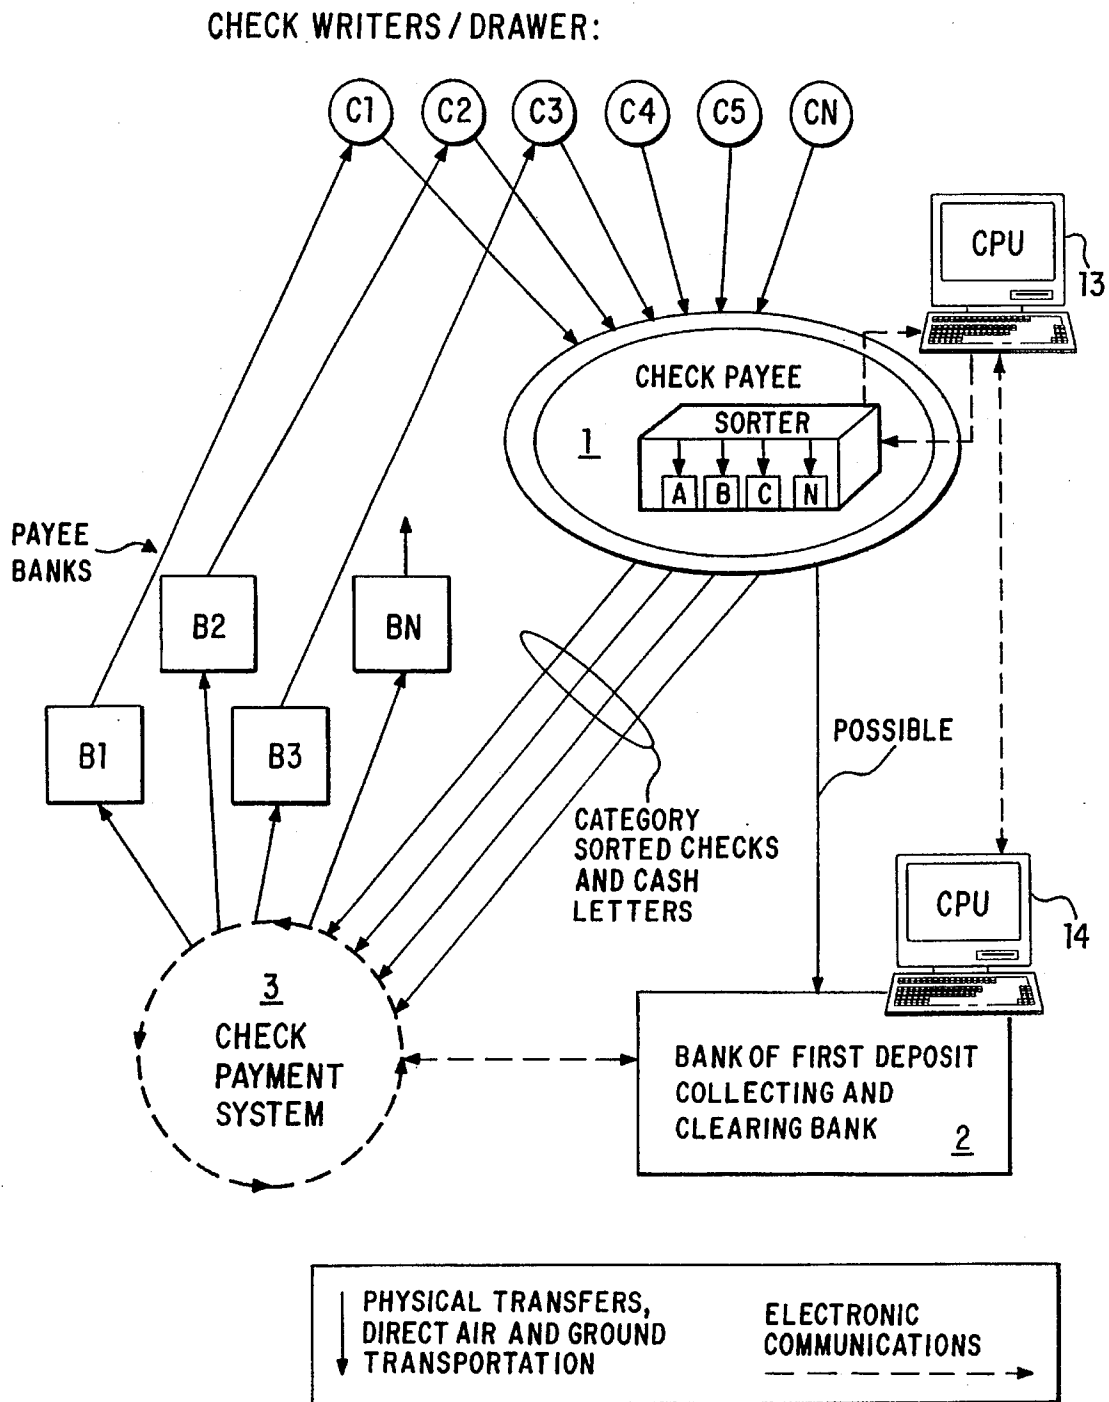 CHECK WRITERS / DRAWER:
C1 C2 C3 C4 C5 CN
CPU
13
CHECK PAYEE
SORTER
1
A B C N
PAYEE
BANKS
B2
BN
B1
B3
POSSIBLE
CATEGORY
SORTED CHECKS
AND CASH
LETTERS
CPU
14
3
CHECK
PAYMENT
SYSTEM
BANK OF FIRST DEPOSIT
COLLECTING AND
CLEARING BANK
2
PHYSICAL TRANSFERS,
DIRECT AIR AND GROUND
TRANSPORTATION
ELECTRONIC
COMMUNICATIONS